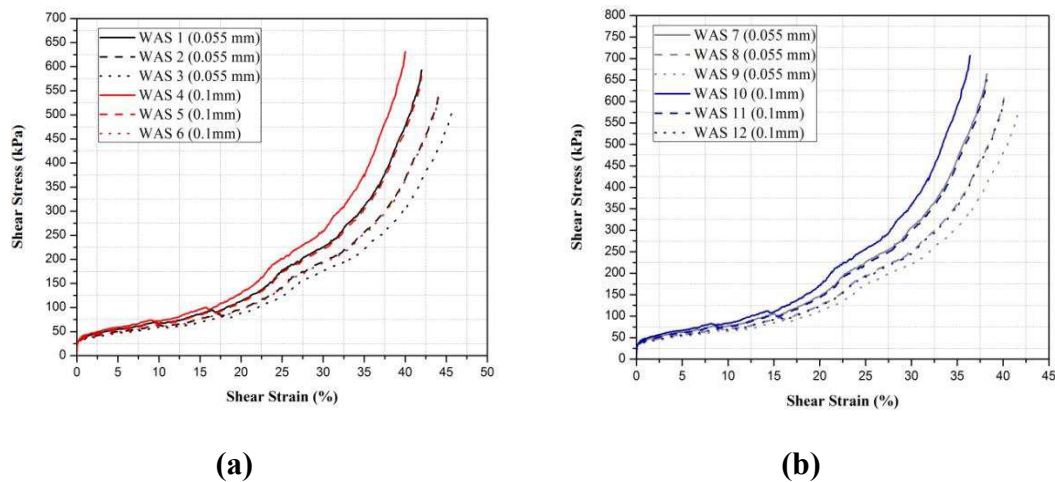 700
650
600
550
500
450
400
350
300
250
200
150
100
50
0
Shear Stress (kPa)
WAS 1 (0.055 mm)
WAS 2 (0.055 mm)
WAS 3 (0.055 mm)
WAS 4 (0.1mm)
WAS 5 (0.1mm)
WAS 6 (0.1mm)
0 5 10 15 20 25 30 35 40 45 50
Shear Strain (%)
(a)
800
750
700
650
600
550
500
450
400
350
300
250
200
150
100
50
0
Shear Stress (kPa)
WAS 7 (0.055 mm)
WAS 8 (0.055 mm)
WAS 9 (0.055 mm)
WAS 10 (0.1mm)
WAS 11 (0.1mm)
WAS 12 (0.1mm)
0 5 10 15 20 25 30 35 40 45
Shear Strain (%)
(b)